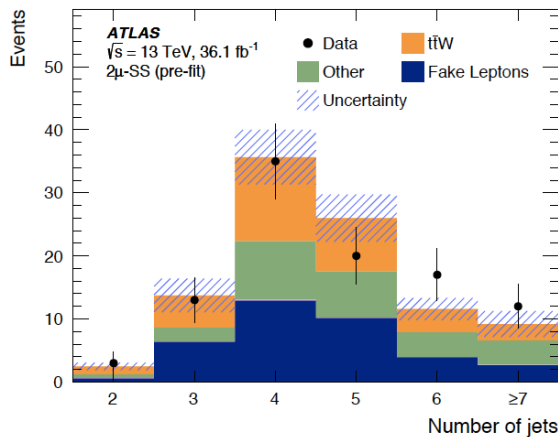 Events
ATLAS
√s = 13 TeV, 36.1 fb⁻¹
2μ-SS (pre-fit)
Data
tt̄W
Other
Fake Leptons
Uncertainty
50
40
30
20
10
0
2 3 4 5 6 ≥7
Number of jets